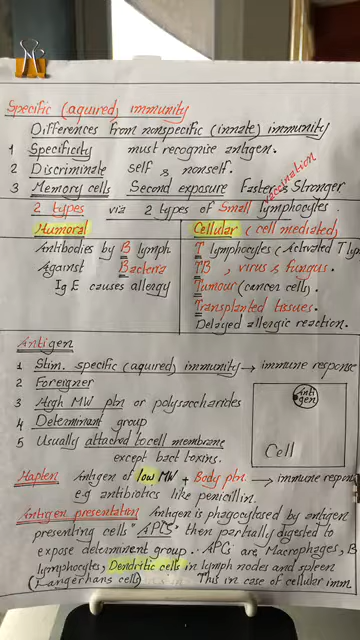 Specific (aquired) immunity
Differences from nonspecific (innate) immunity
1 Specificity must recognise antigen.
2 Discriminate self & nonself.
3 Memory cells Second exposure Faster & Stronger
vaccination
2 types via 2 types of Small lymphocytes
Humoral
Cellular (cell mediated)
Antibodies by B lymph
T lymphocytes (Activated T lym
Against Bacteria
TB, virus & fungus.
Ig E causes allergy
Tumour (cancer cells).
Transplanted tissues.
Delayed allergic reaction.
Antigen
1 Stim. specific (aquired) immunity → immune response
2 Foreigner
3 High MW ptn or polysaccharides
4 Determinant group
5 Usually attached to cell membrane
except bact toxins.
Anti
gen
Cell
Hapten Antigen of low MW + Body ptn. → immune respon
e.g antibiotics like penicillin.
Antigen presentation Antigen is phagocytosed by antigen
presenting cells "APCs" then partially digested to
expose determinent group. APC are Macrophages, B
lymphocytes, Dendritic cells in lymph nodes and spleen
(Langerhans cells) This in case of cellular imm.